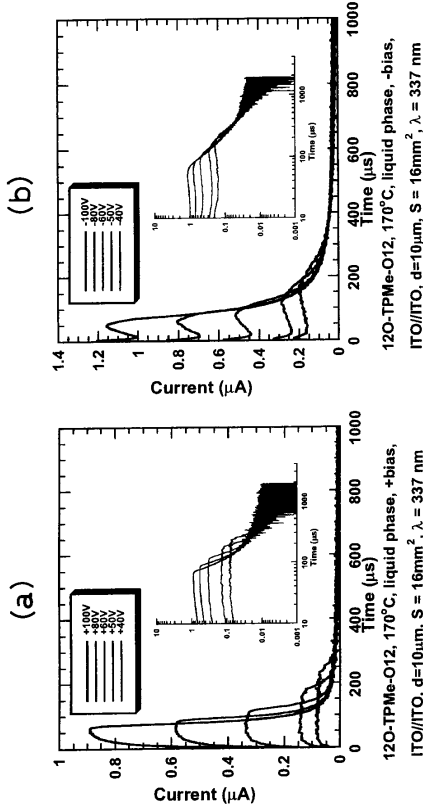 (a)
1
0.8
0.6
0.4
0.2
0
Current (µA)
+100V
+80V
+60V
+50V
+40V
10
1
0.1
0.01
0.001
10
100
1000
Time (µs)
0
200
400
600
800
1000
Time (µs)
12O-TPMe-O12, 170°C, liquid phase, +bias,
ITO//ITO, d=10µm, S = 16mm², λ = 337 nm
(b)
1.4
1.2
1
0.8
0.6
0.4
0.2
0
Current (µA)
-100V
-80V
-60V
-50V
-40V
10
1
0.1
0.01
0.001
10
100
1000
Time (µs)
0
200
400
600
800
1000
Time (µs)
12O-TPMe-O12, 170°C, liquid phase, -bias,
ITO//ITO, d=10µm, S = 16mm², λ = 337 nm